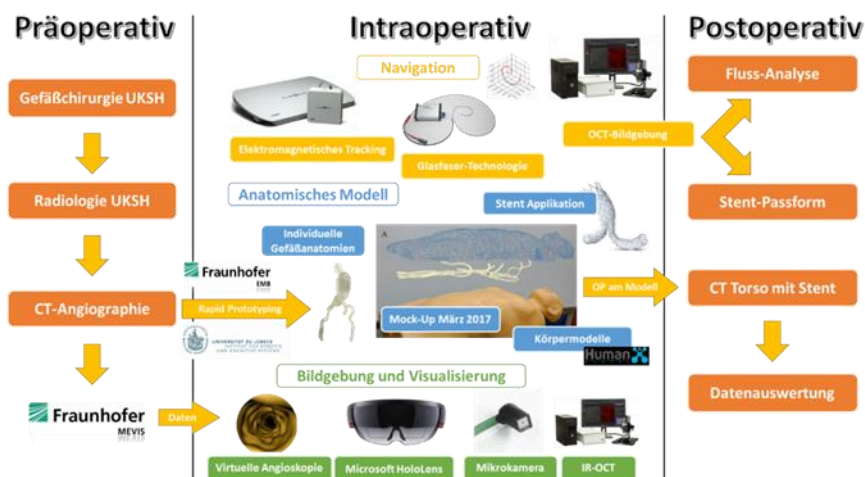 Präoperativ
Intraoperativ
Postoperativ
Gefäßchirurgie UKSH
Radiologie UKSH
CT-Angiographie
Fraunhofer
MEVIS
Daten
Fraunhofer
EMB
Rapid Prototyping
UNIVERSITÄT ZU LÜBECK
Navigation
Elektromagnetisches Tracking
Glasfaser-Technologie
OCT-Bildgebung
Anatomisches Modell
Stent Applikation
Individuelle
Gefäßanatomien
A
Mock-Up März 2017
OP am Modell
Körpermodelle
Human
Bildgebung und Visualisierung
Virtuelle Angioskopie
Microsoft HoloLens
Mikrokamera
IR-OCT
Fluss-Analyse
Stent-Passform
CT Torso mit Stent
Datenauswertung